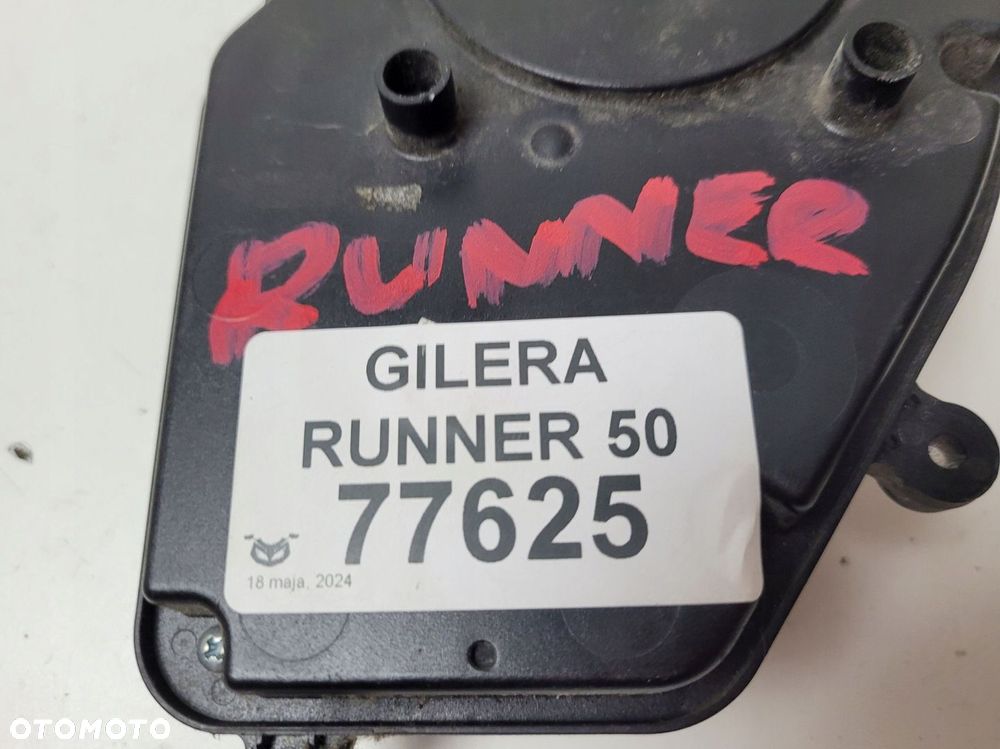 RUNNER
GILERA
RUNNER 50
77625
18 maja, 2024
OTOMOTO